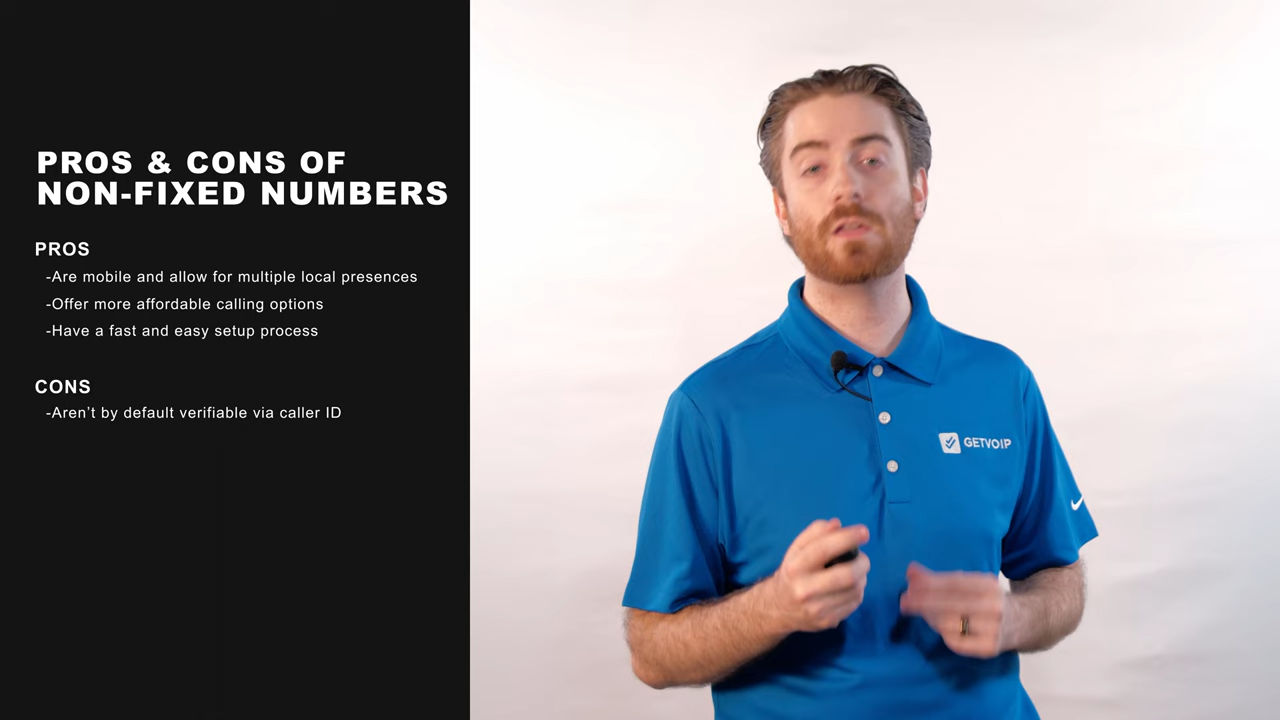 PROS & CONS OF
NON-FIXED NUMBERS
PROS
-Are mobile and allow for multiple local presences
-Offer more affordable calling options
-Have a fast and easy setup process
CONS
-Aren’t by default verifiable via caller ID
GETVOIP